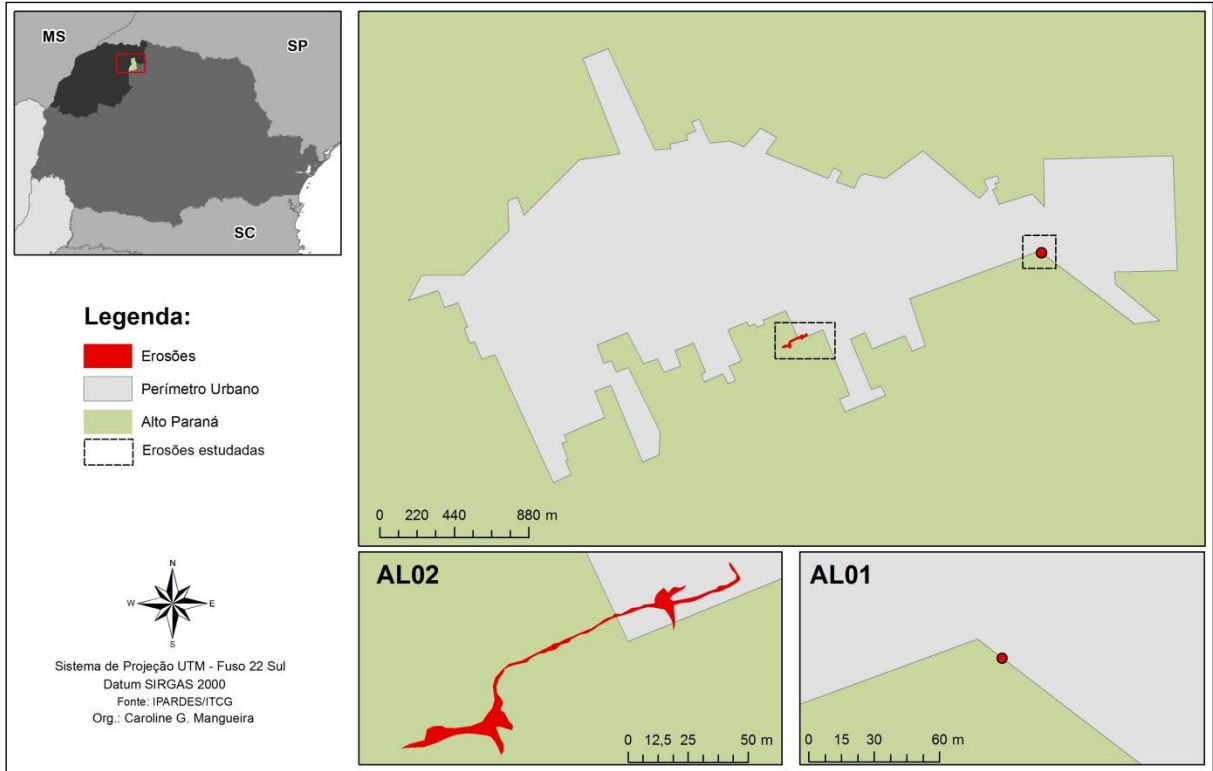 MS
SP
SC
Legenda:
Erosões
Perímetro Urbano
Alto Paraná
Erosões estudadas
N
W
E
S
Sistema de Projeção UTM - Fuso 22 Sul
Datum SIRGAS 2000
Fonte: IPARDES/ITCG
Org.: Caroline G. Mangueira
0 220 440 880 m
AL02
0 12,5 25 50 m
AL01
0 15 30 60 m